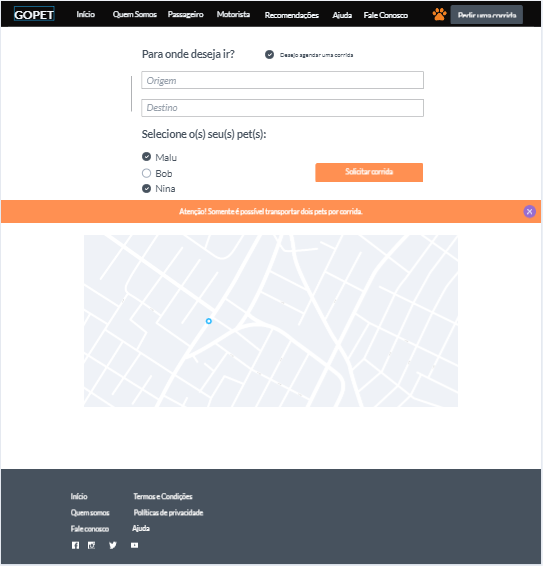 GOPET Início Quem Somos Passageiro Motorista Recomendações Ajuda Fale Conosco Pedir uma corrida
Para onde deseja ir? Desejo agendar uma corrida
Origem
Destino
Selecione o(s) seu(s) pet(s):
Malu
Bob
Nina
Solicitar corrida
Atenção! Somente é possível transportar dois pets por corrida.
Início Termos e Condições
Quem somos Políticas de privacidade
Fale conosco Ajuda